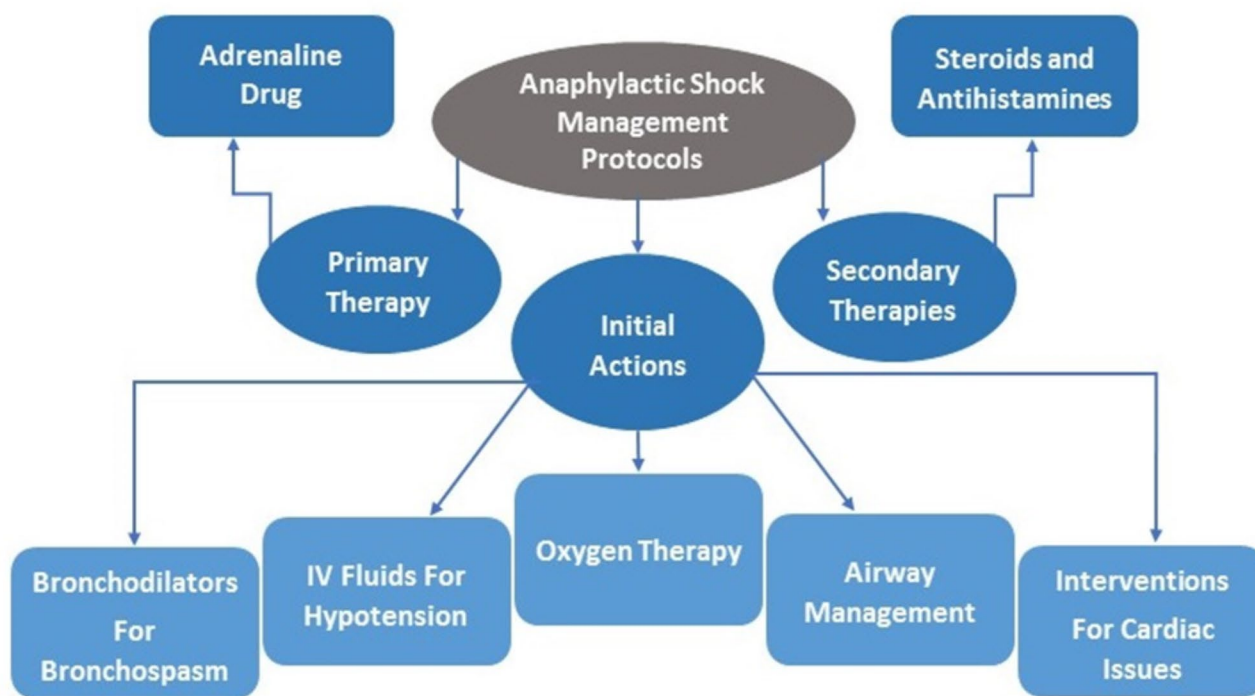 Adrenaline
Drug
Anaphylactic Shock
Management
Protocols
Steroids and
Antihistamines
Primary
Therapy
Initial
Actions
Secondary
Therapies
Bronchodilators
For
Bronchospasm
IV Fluids For
Hypotension
Oxygen Therapy
Airway
Management
Interventions
For Cardiac
Issues